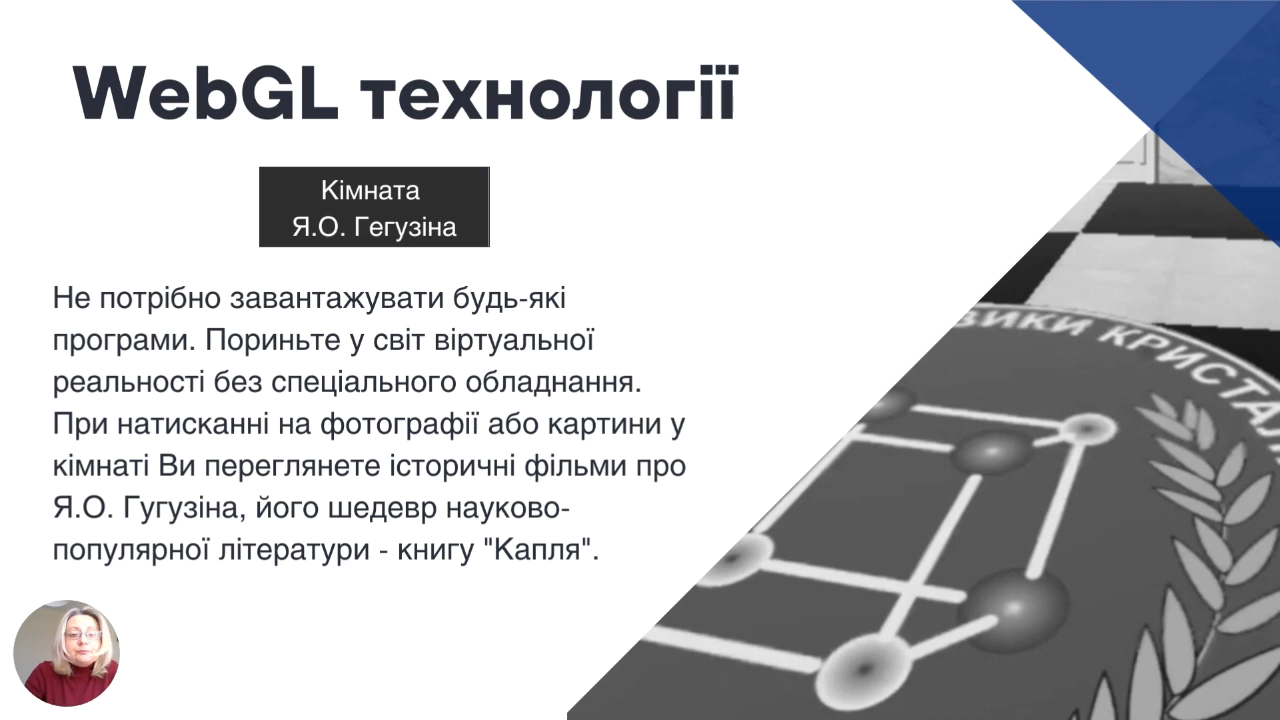 WebGL технології
Кімната
Я.О. Гегузіна
Не потрібно завантажувати будь-які
програми. Пориньте у світ віртуальної
реальності без спеціального обладнання.
При натисканні на фотографії або картини у
кімнаті Ви переглянете історичні фільми про
Я.О. Гугузіна, його шедевр науково-
популярної літератури - книгу "Капля".
ЗИКИ КРИСТАЛ